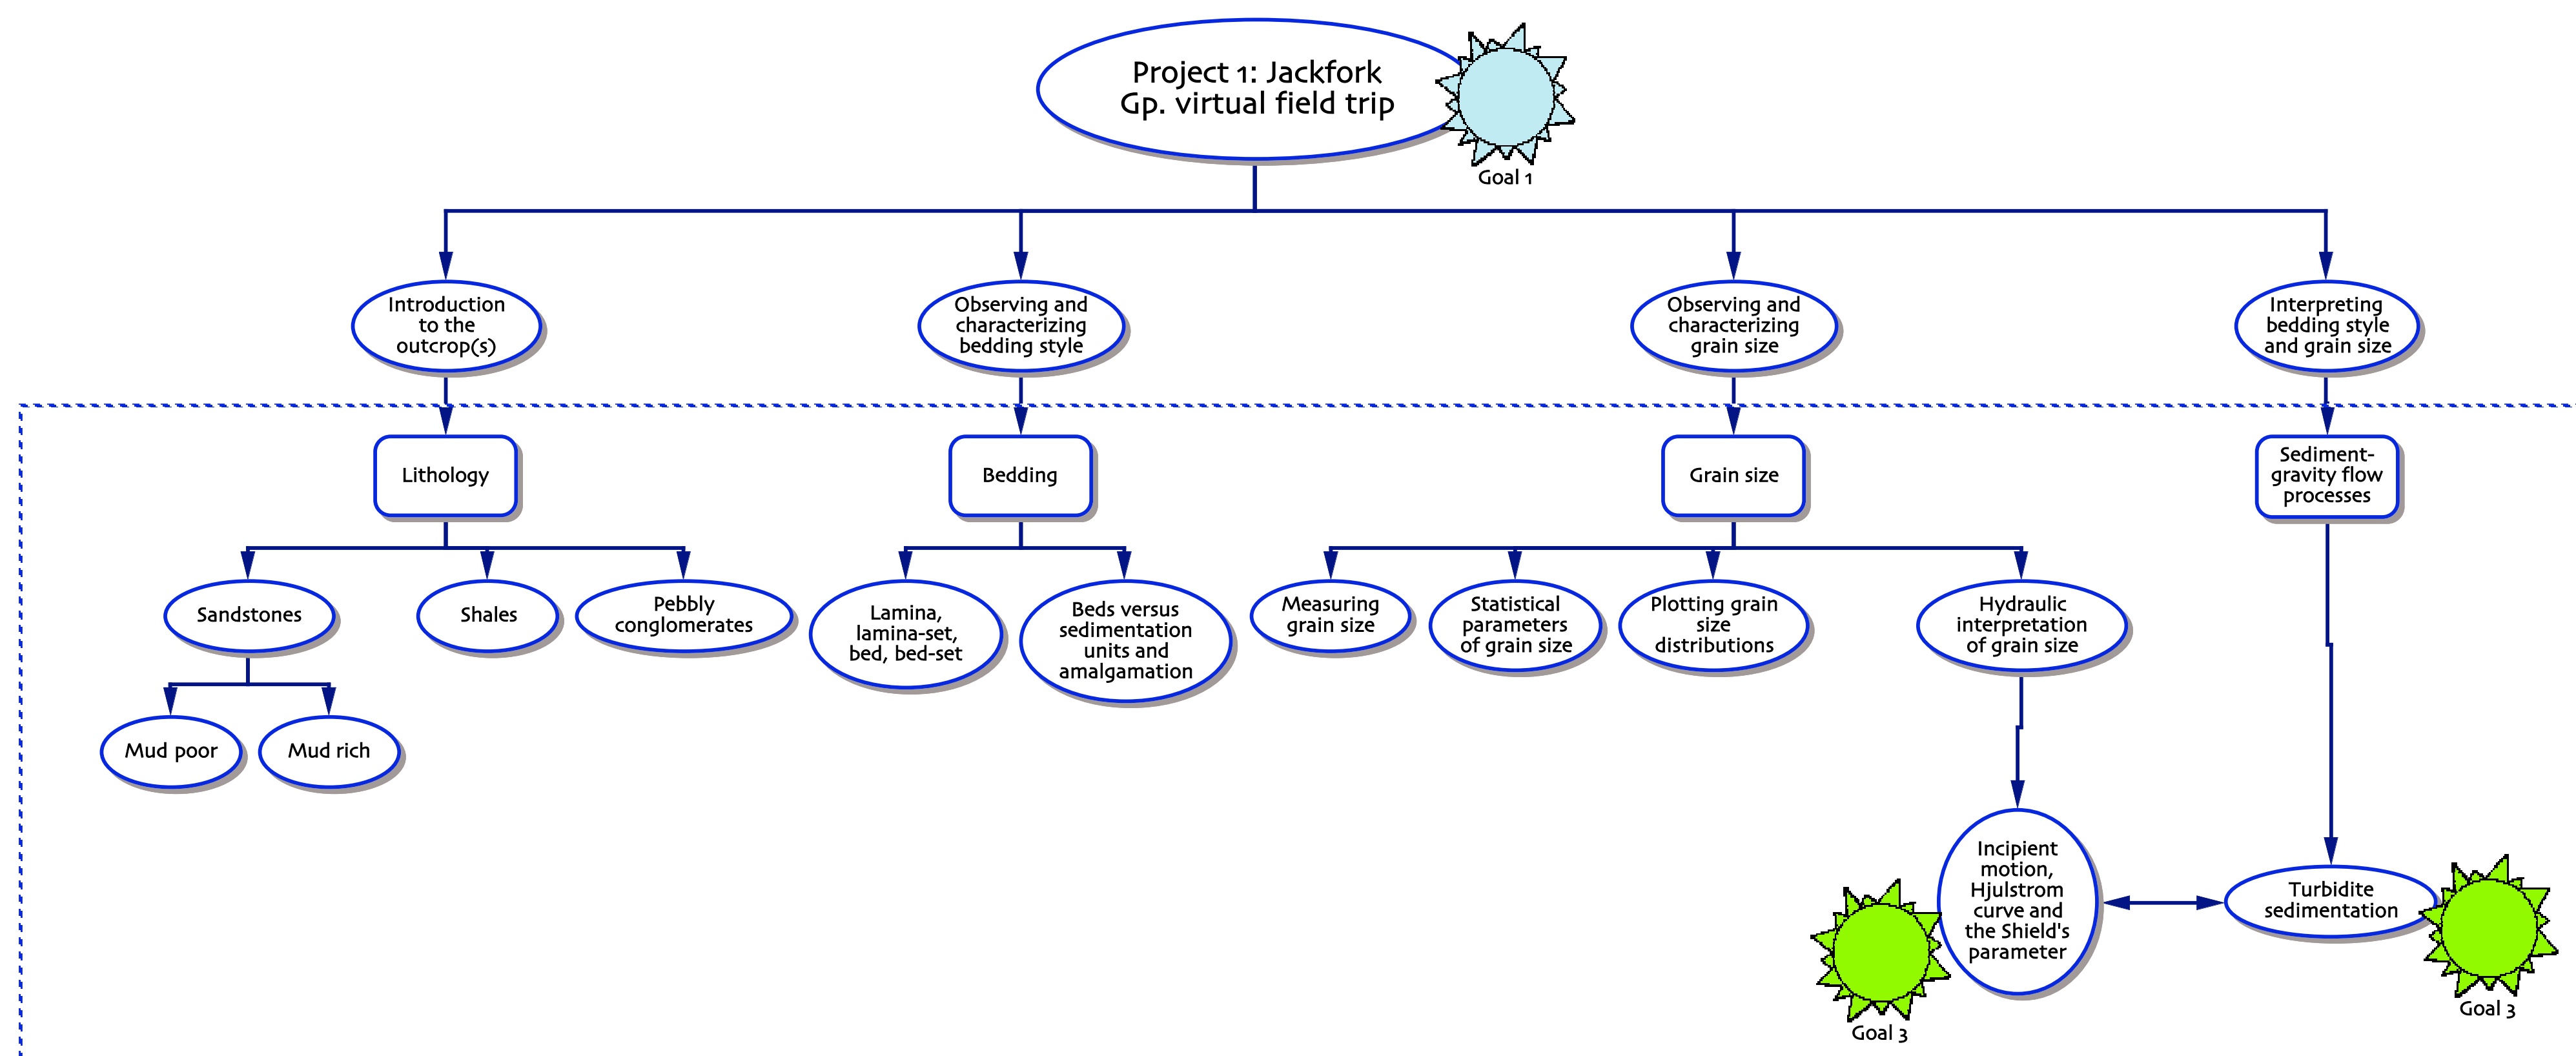 Project 1: Jackfork
Gp. virtual field trip
Goal 1
Introduction
to the
outcrop(s)
Observing and
characterizing
bedding style
Observing and
characterizing
grain size
Interpreting
bedding style
and grain size
Lithology
Bedding
Grain size
Sediment-
gravity flow
processes
Sandstones
Shales
Pebbly
conglomerates
Lamina,
lamina-set,
bed, bed-set
Beds versus
sedimentation
units and
amalgamation
Measuring
grain size
Statistical
parameters
of grain size
Plotting grain
size
distributions
Hydraulic
interpretation
of grain size
Mud poor
Mud rich
Incipient
motion,
Hjulstrom
curve and
the Shield's
parameter
Turbidite
sedimentation
Goal 3
Goal 3